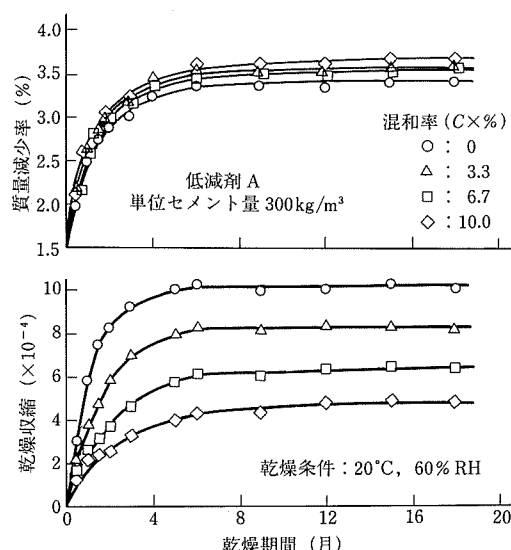 4.0
3.5
3.0
2.5
2.0
1.5
質量減少率 (%)
混和率 (C×%)
○ : 0
△ : 3.3
□ : 6.7
◇ : 10.0
低減剤 A
単位セメント量 300kg/m³
10
8
6
4
2
0
乾燥収縮 (×10⁻⁴)
乾燥条件：20℃, 60% RH
0 4 8 12 16 20
乾燥期間 (月)